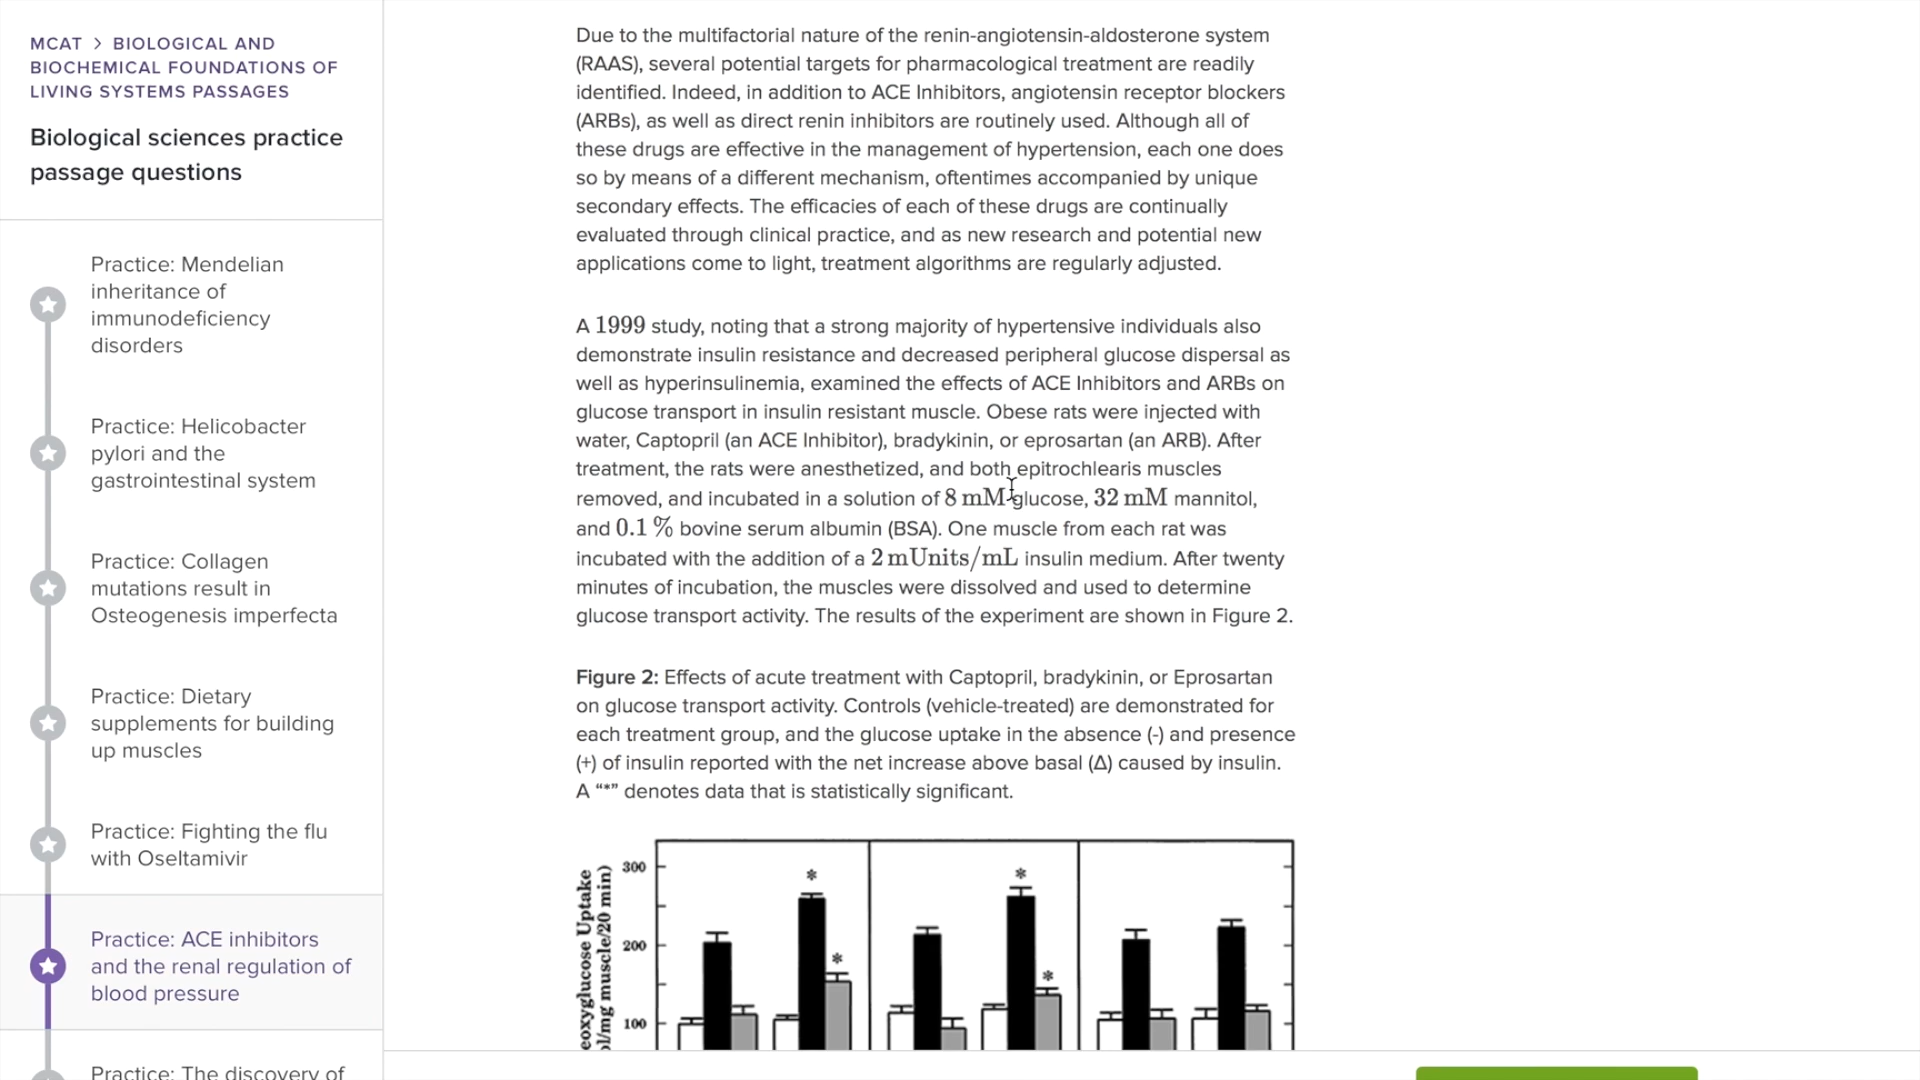 MCAT > BIOLOGICAL AND
BIOCHEMICAL FOUNDATIONS OF
LIVING SYSTEMS PASSAGES
Biological sciences practice
passage questions
Practice: Mendelian
inheritance of
immunodeficiency
disorders
Practice: Helicobacter
pylori and the
gastrointestinal system
Practice: Collagen
mutations result in
Osteogenesis imperfecta
Practice: Dietary
supplements for building
up muscles
Practice: Fighting the flu
with Oseltamivir
Practice: ACE inhibitors
and the renal regulation of
blood pressure
Practice: The discovery of
Due to the multifactorial nature of the renin-angiotensin-aldosterone system
(RAAS), several potential targets for pharmacological treatment are readily
identified. Indeed, in addition to ACE Inhibitors, angiotensin receptor blockers
(ARBs), as well as direct renin inhibitors are routinely used. Although all of
these drugs are effective in the management of hypertension, each one does
so by means of a different mechanism, oftentimes accompanied by unique
secondary effects. The efficacies of each of these drugs are continually
evaluated through clinical practice, and as new research and potential new
applications come to light, treatment algorithms are regularly adjusted.
A 1999 study, noting that a strong majority of hypertensive individuals also
demonstrate insulin resistance and decreased peripheral glucose dispersal as
well as hyperinsulinemia, examined the effects of ACE Inhibitors and ARBs on
glucose transport in insulin resistant muscle. Obese rats were injected with
water, Captopril (an ACE Inhibitor), bradykinin, or eprosartan (an ARB). After
treatment, the rats were anesthetized, and both epitrochlearis muscles
removed, and incubated in a solution of 8 mM glucose, 32 mM mannitol,
and 0.1 % bovine serum albumin (BSA). One muscle from each rat was
incubated with the addition of a 2 mUnits/mL insulin medium. After twenty
minutes of incubation, the muscles were dissolved and used to determine
glucose transport activity. The results of the experiment are shown in Figure 2.
Figure 2: Effects of acute treatment with Captopril, bradykinin, or Eprosartan
on glucose transport activity. Controls (vehicle-treated) are demonstrated for
each treatment group, and the glucose uptake in the absence (-) and presence
(+) of insulin reported with the net increase above basal (Δ) caused by insulin.
A “*” denotes data that is statistically significant.
eoxyglucose Uptake
ol/mg muscle/20 min)
300
200
100
* * * *